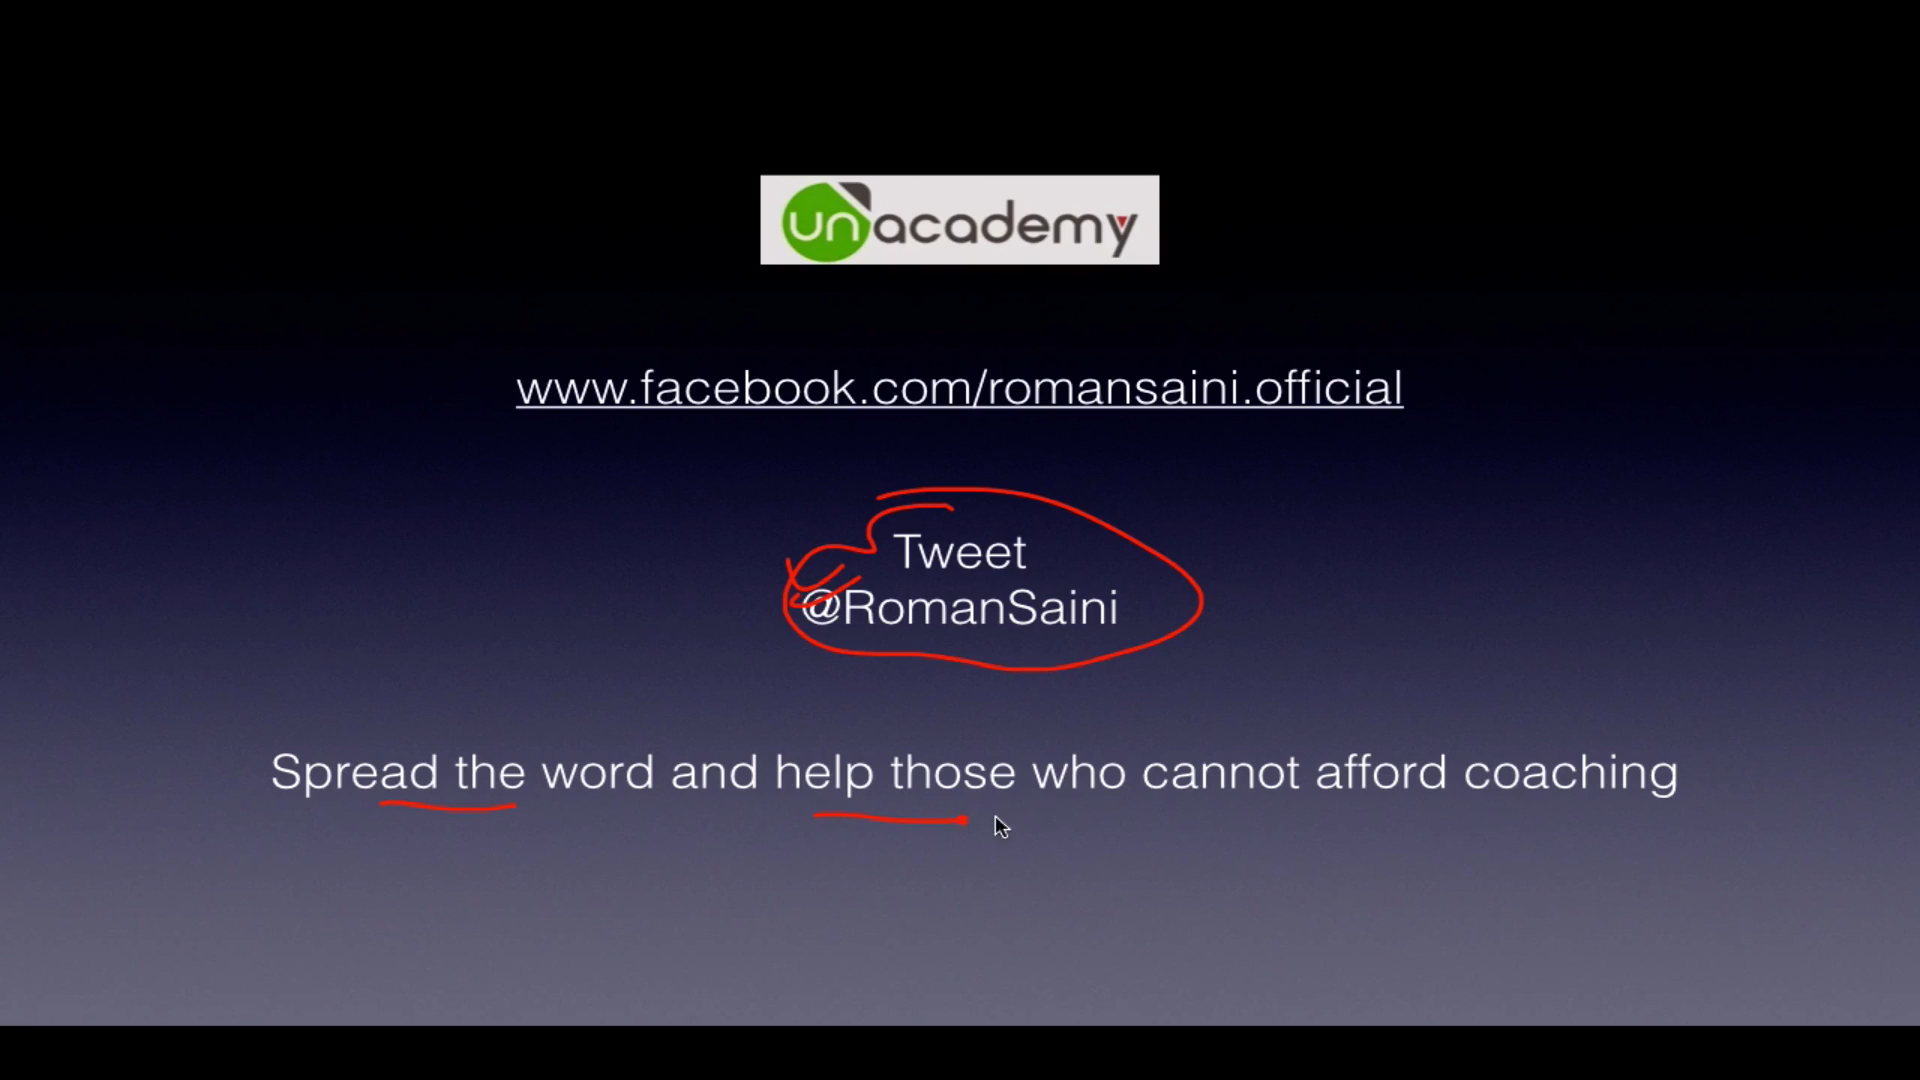 unacademy
www.facebook.com/romansaini.official
Tweet
@RomanSaini
Spread the word and help those who cannot afford coaching